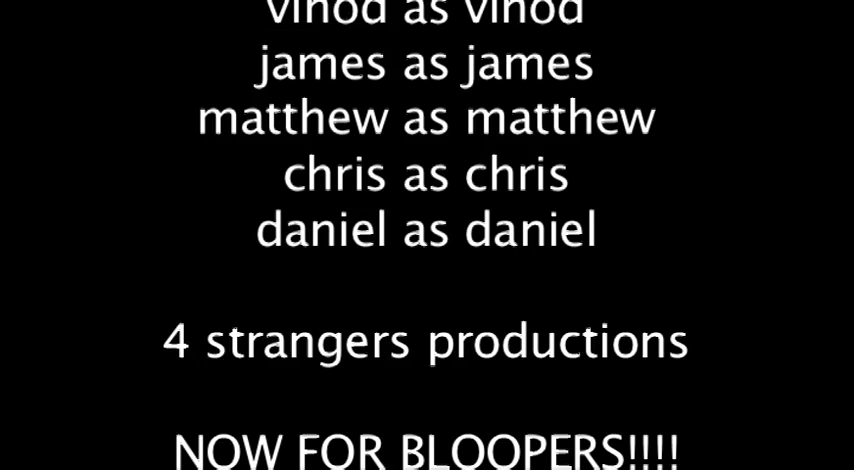 vinod as vinod
james as james
matthew as matthew
chris as chris
daniel as daniel
4 strangers productions
NOW FOR BLOOPERS!!!!